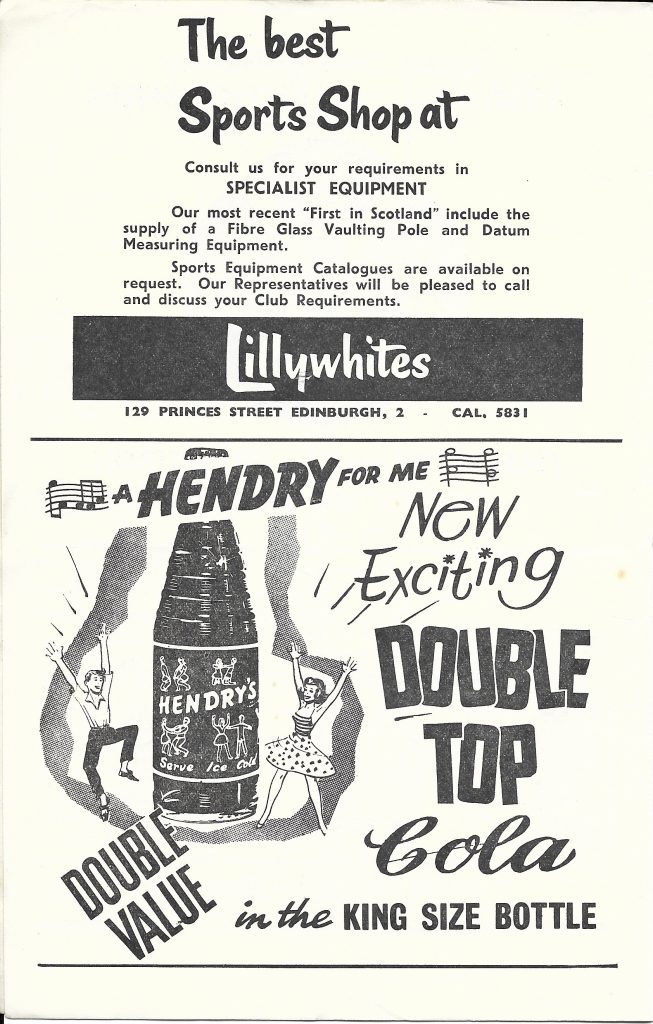 The best
Sports Shop at
Consult us for your requirements in
SPECIALIST EQUIPMENT
Our most recent "First in Scotland" include the
supply of a Fibre Glass Vaulting Pole and Datum
Measuring Equipment.
Sports Equipment Catalogues are available on
request. Our Representatives will be pleased to call
and discuss your Club Requirements.
Lillywhites
129 PRINCES STREET EDINBURGH, 2 - CAL. 5831
A HENDRY FOR ME
New
Exciting
DOUBLE
TOP
Cola
HENDRY'S
Serve Ice Cold
DOUBLE
VALUE
in the KING SIZE BOTTLE